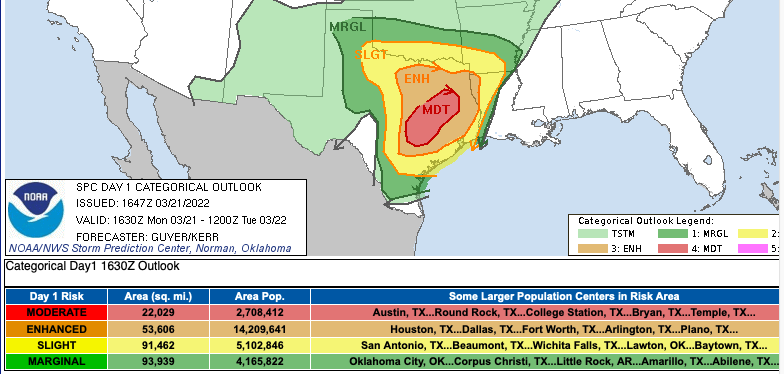 MRGL
SLGT
ENH
MDT
NOAA
SPC DAY 1 CATEGORICAL OUTLOOK
ISSUED: 1647Z 03/21/2022
VALID: 1630Z Mon 03/21 - 1200Z Tue 03/22
FORECASTER: GUYER/KERR
NOAA/NWS Storm Prediction Center, Norman, Oklahoma
Categorical Outlook Legend:
TSTM 1: MRGL 2:
3: ENH 4: MDT 5:
Categorical Day1 1630Z Outlook
Day 1 Risk Area (sq. mi.) Area Pop. Some Larger Population Centers in Risk Area
MODERATE 22,029 2,708,412 Austin, TX...Round Rock, TX...College Station, TX...Bryan, TX...Temple, TX...
ENHANCED 53,606 14,209,641 Houston, TX...Dallas, TX...Fort Worth, TX...Arlington, TX...Plano, TX...
SLIGHT 91,462 5,102,846 San Antonio, TX...Beaumont, TX...Wichita Falls, TX...Lawton, OK...Baytown, TX...
MARGINAL 93,939 4,165,822 Oklahoma City, OK...Corpus Christi, TX...Little Rock, AR...Amarillo, TX...Abilene, TX...